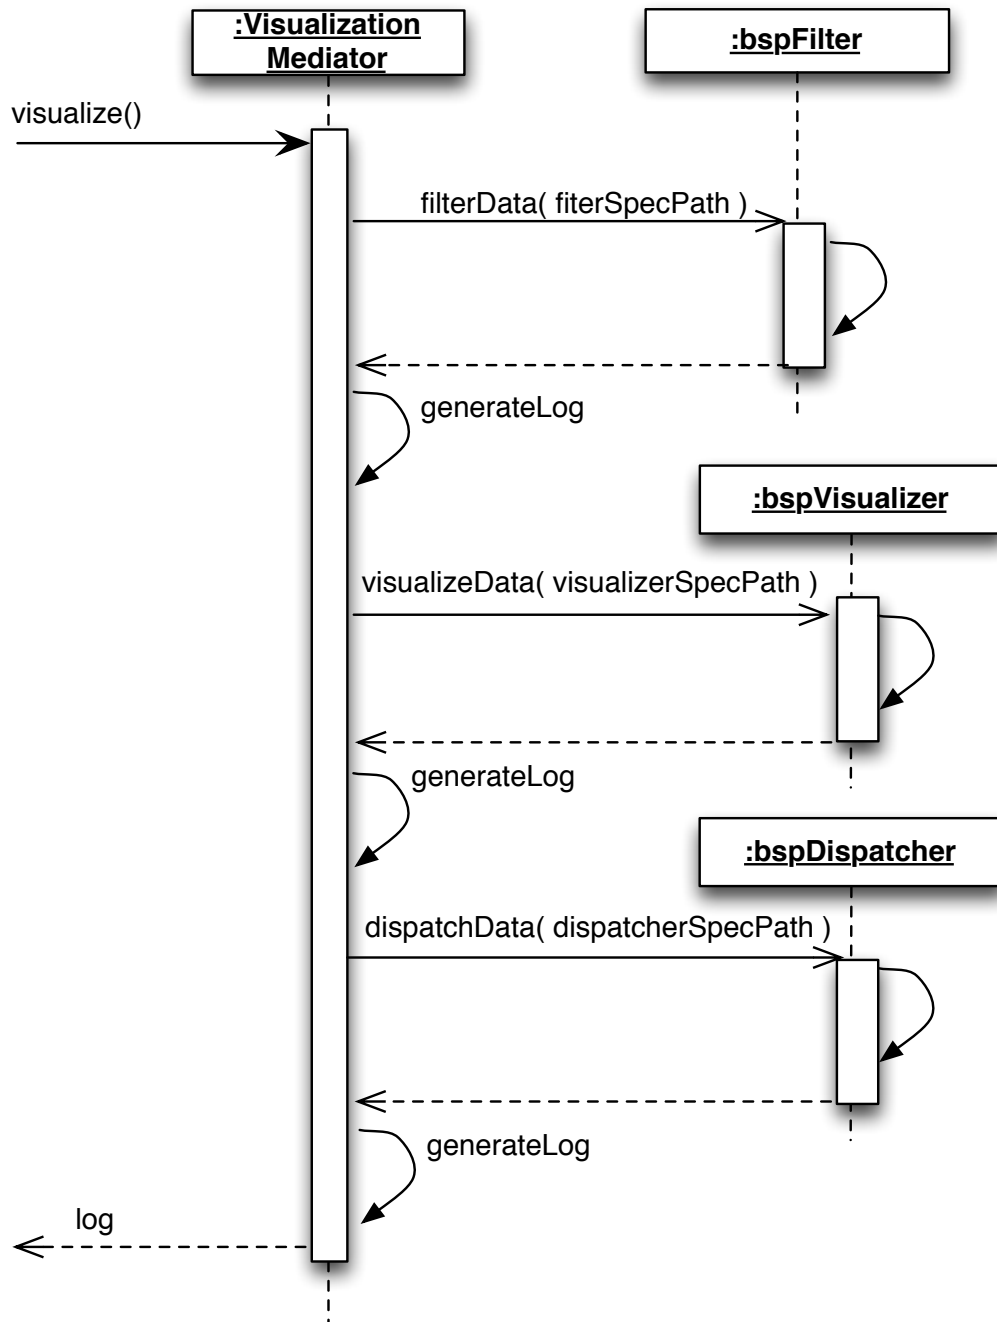 :Visualization
Mediator
:bspFilter
visualize()
filterData( fiterSpecPath )
generateLog
:bspVisualizer
visualizeData( visualizerSpecPath )
generateLog
:bspDispatcher
dispatchData( dispatcherSpecPath )
generateLog
log